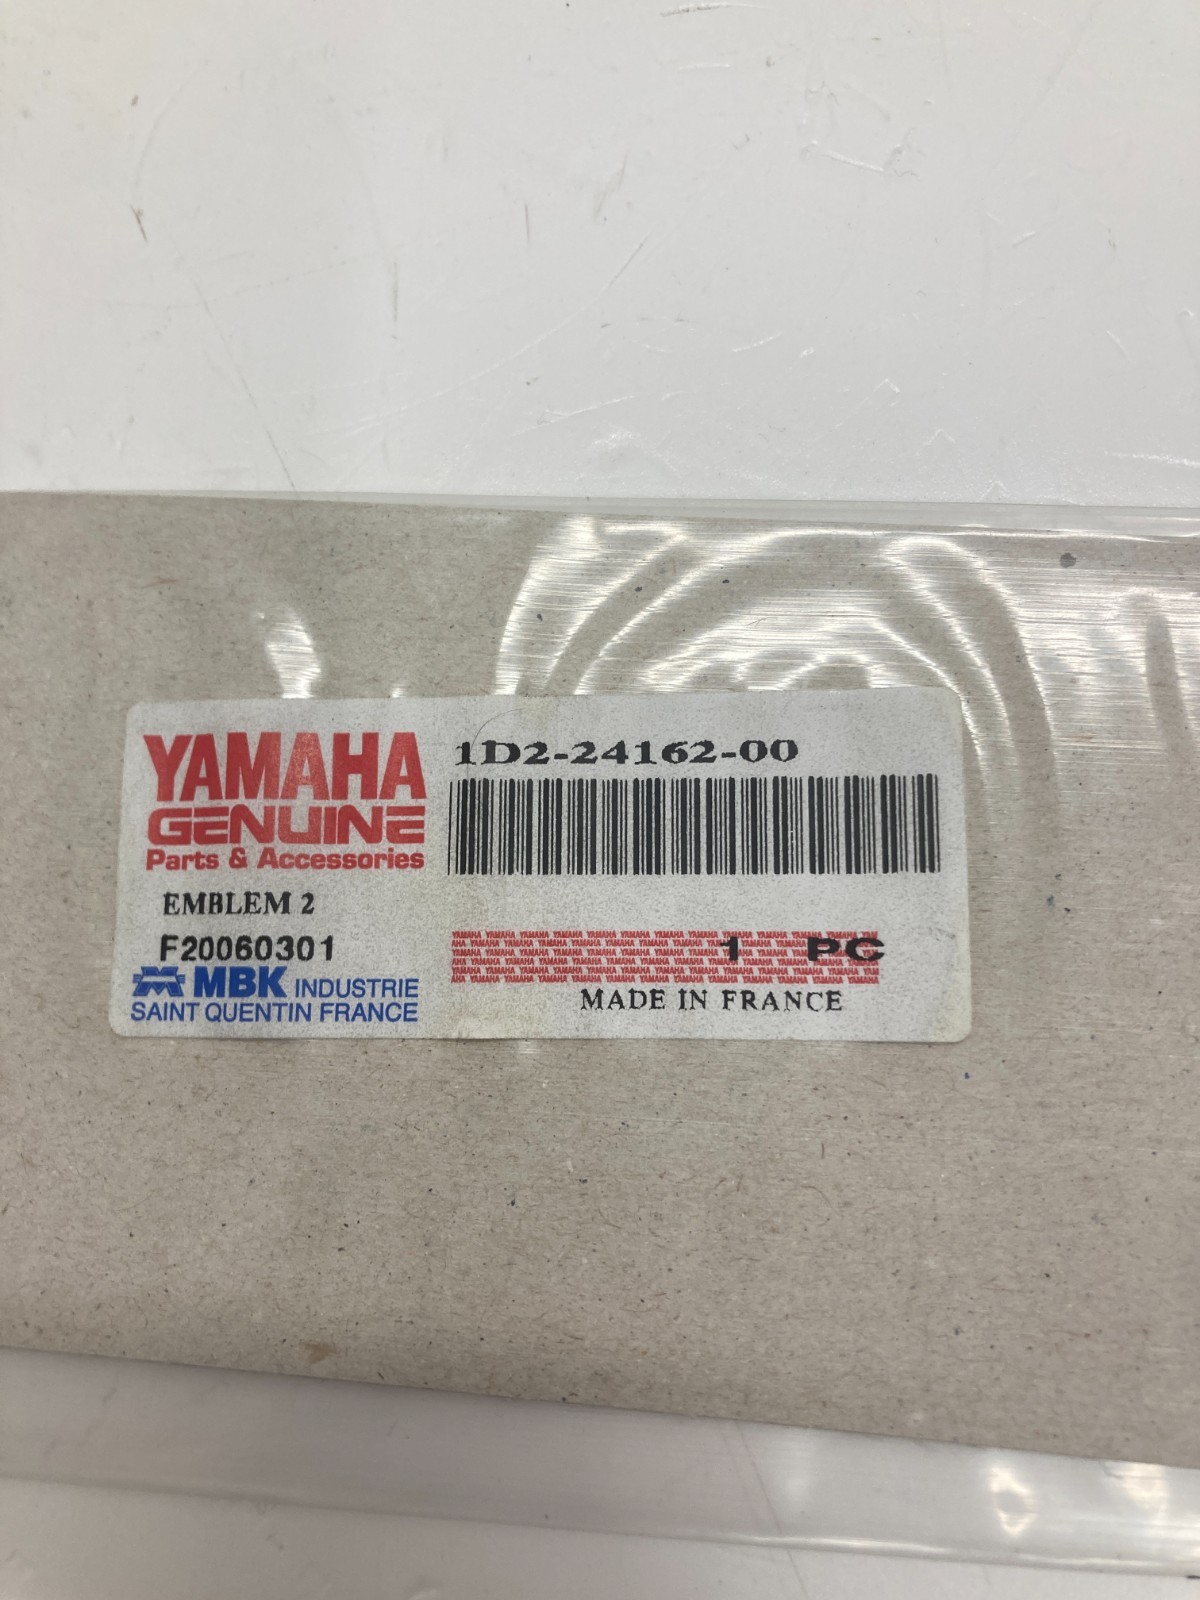 YAMAHA
GENUINE
Parts & Accessories
1D2-24162-00
EMBLEM 2
F20060301
MBK INDUSTRIE
SAINT QUENTIN FRANCE
1 PC
MADE IN FRANCE